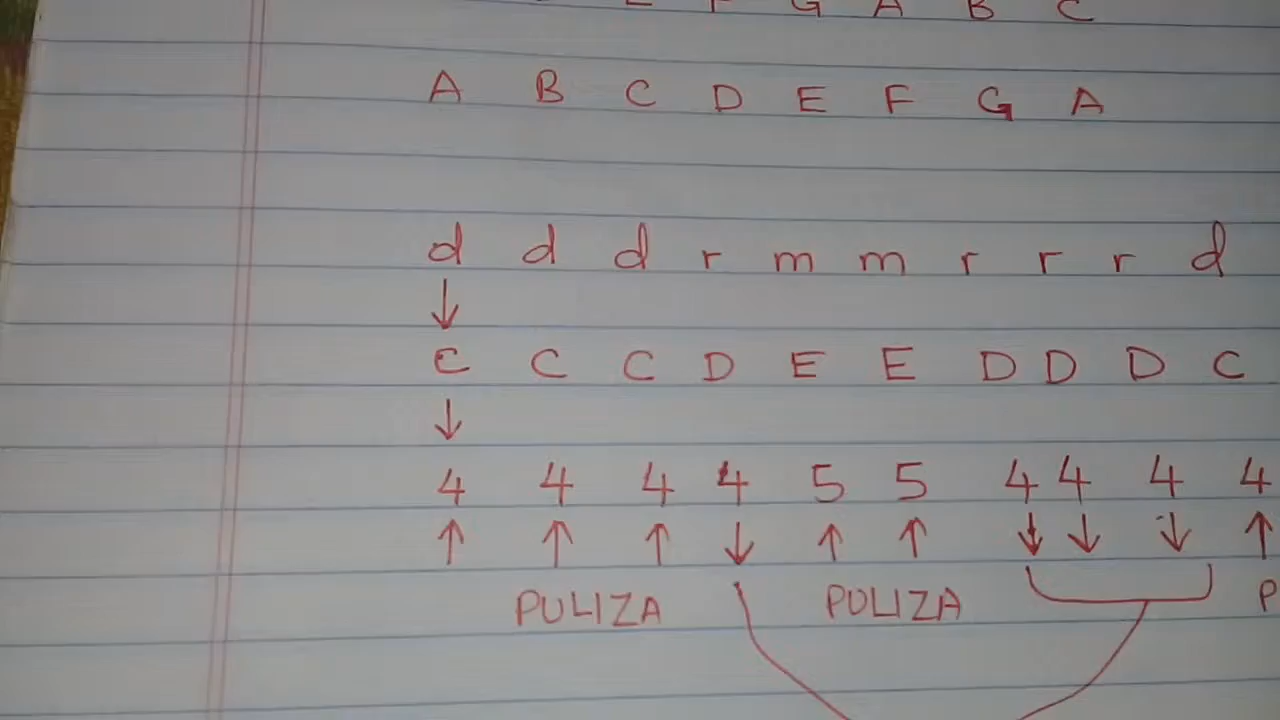 E F G A B C
A B C D E F G A
d d d r m m r r r d
↓
C C C D E E D D D C
↓
4 4 4 4 5 5 4 4 4 4
↑ ↑ ↑ ↓ ↑ ↑ ↓ ↓ ↓ ↑
PULIZA PULIZA P